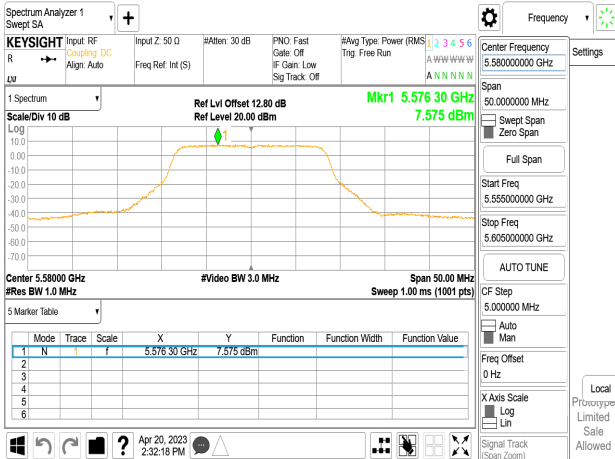 Spectrum Analyzer 1
Swept SA
Frequency
KEYSIGHT
Input: RF
Coupling: DC
Align: Auto
Input Z: 50 Ω
Freq Ref: Int (S)
#Atten: 30 dB
PNO: Fast
Gate: Off
IF Gain: Low
Sig Track: Off
#Avg Type: Power (RMS
Trig: Free Run
1 2 3 4 5 6
A W W W W W
A N N N N N
R
LXI
1 Spectrum
Scale/Div 10 dB
Ref Lvl Offset 12.80 dB
Ref Level 20.00 dBm
Mkr1 5.576 30 GHz
7.575 dBm
Log
10.0
0.00
-10.0
-20.0
-30.0
-40.0
-50.0
-60.0
-70.0
1
Center 5.58000 GHz
#Res BW 1.0 MHz
#Video BW 3.0 MHz
Span 50.00 MHz
Sweep 1.00 ms (1001 pts)
5 Marker Table
Mode Trace Scale X Y Function Function Width Function Value
1 N 1 f 5.576 30 GHz 7.575 dBm
2
3
4
5
6
Apr 20, 2023
2:32:18 PM
Center Frequency
5.580000000 GHz
Span
50.0000000 MHz
Swept Span
Zero Span
Full Span
Start Freq
5.555000000 GHz
Stop Freq
5.605000000 GHz
AUTO TUNE
CF Step
5.000000 MHz
Auto
Man
Freq Offset
0 Hz
X Axis Scale
Log
Lin
Signal Track
(Span Zoom)
Settings
Local
Prototype
Limited
Sale
Allowed